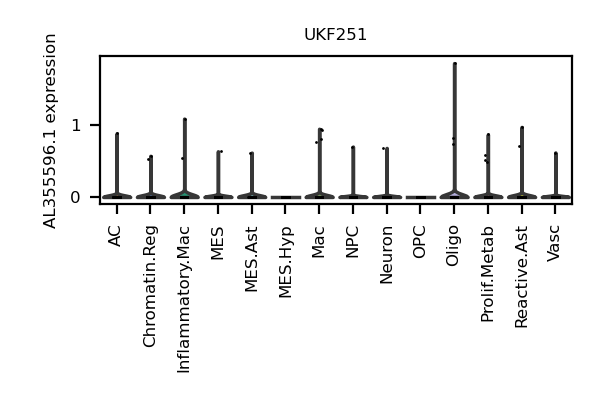 UKF251
AL355596.1 expression
1
0
AC
Chromatin.Reg
Inflammatory.Mac
MES
MES.Ast
MES.Hyp
Mac
NPC
Neuron
OPC
Oligo
Prolif.Metab
Reactive.Ast
Vasc